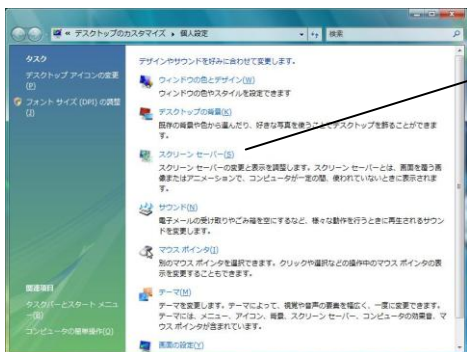 « デスクトップのカスタマイズ ▸ 個人設定
検索
タスク
デスクトップ アイコンの変更
(P)
フォント サイズ (DPI) の調整
(J)
デザインやサウンドを好みに合わせて変更します。
ウィンドウの色とデザイン(W)
ウィンドウの色やスタイルを設定できます
デスクトップの背景(K)
既存の背景や色から選んだり、好きな写真を使うことでデスクトップを飾ることができま
す。
スクリーン セーバー(S)
スクリーン セーバーの変更と表示を調整します。スクリーン セーバーとは、画面を覆う画
像またはアニメーションで、コンピュータが一定の間、使われていないときに表示されま
す。
サウンド(N)
電子メールの受け取りやごみ箱を空にするなど、様々な動作を行うときに再生されるサウン
ドを変更します。
マウス ポインタ(I)
別のマウス ポインタを選択できます。クリックや選択などの操作中のマウス ポインタの表
示を変更することもできます。
テーマ(M)
テーマを変更します。テーマによって、視覚や音声の要素を幅広く、一度に変更できます。
テーマには、メニュー、アイコン、背景、スクリーン セーバー、コンピュータの効果音、マ
ウス ポインタが含まれています。
画面の設定(Y)
関連項目
タスク バーとスタート メニュ
ー(B)
コンピュータの簡単操作(O)